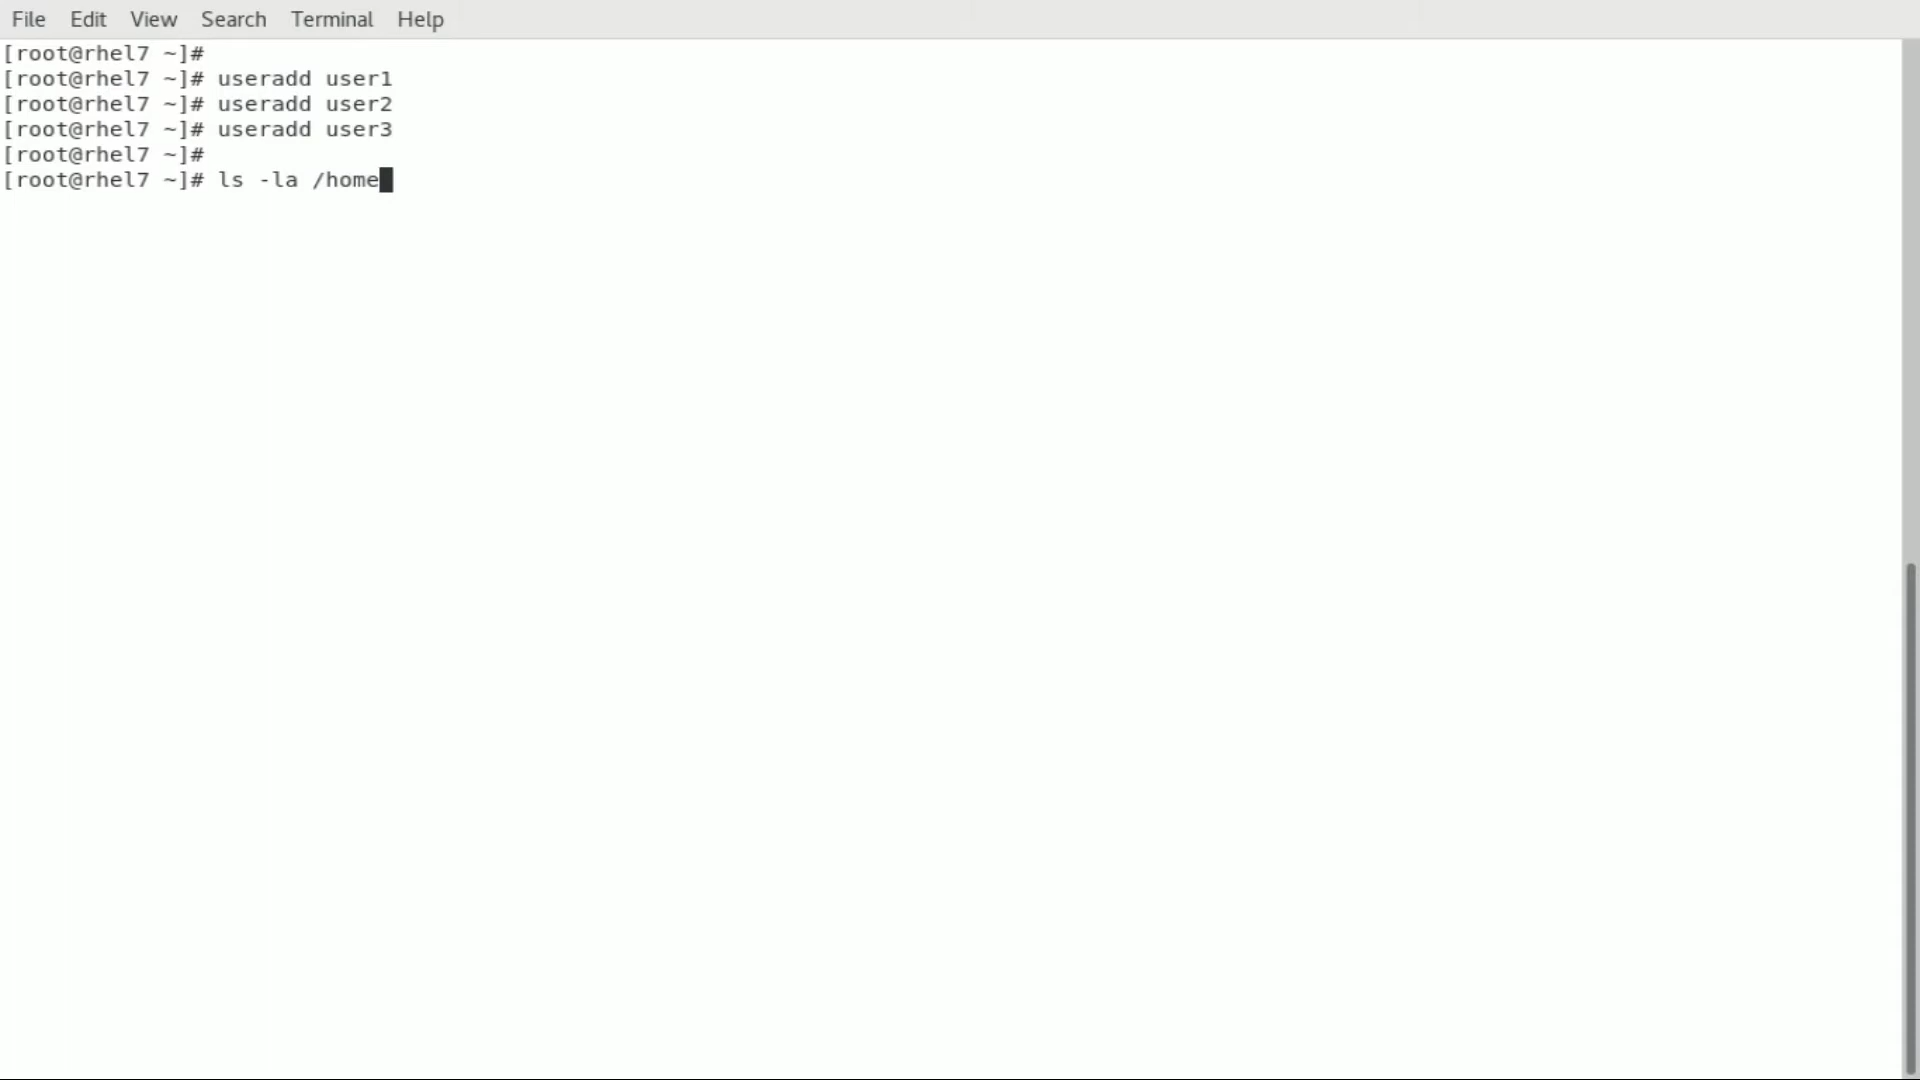 File Edit View Search Terminal Help
[root@rhel7 ~]#
[root@rhel7 ~]# useradd user1
[root@rhel7 ~]# useradd user2
[root@rhel7 ~]# useradd user3
[root@rhel7 ~]#
[root@rhel7 ~]# ls -la /home